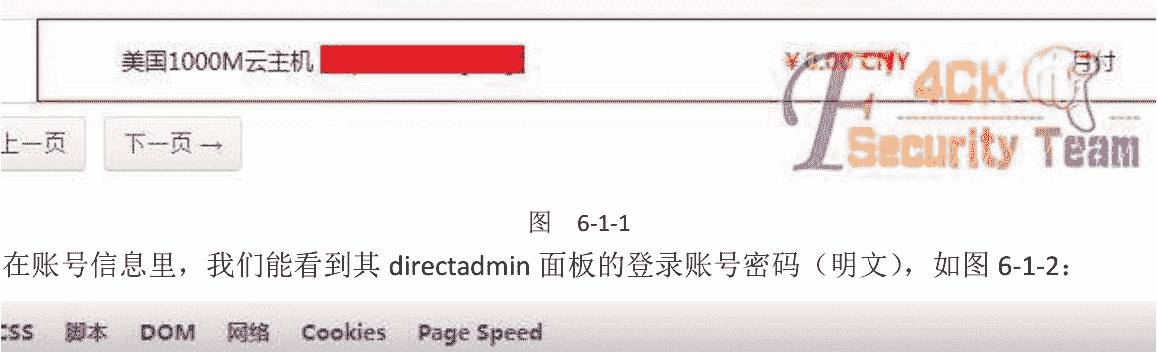 美国1000M云主机 ￥0.00 CNY 月付
F4CK
Security Team
上一页 下一页 →
图 6-1-1
在账号信息里，我们能看到其 directadmin 面板的登录账号密码（明文），如图 6-1-2：
CSS 脚本 DOM 网络 Cookies Page Speed